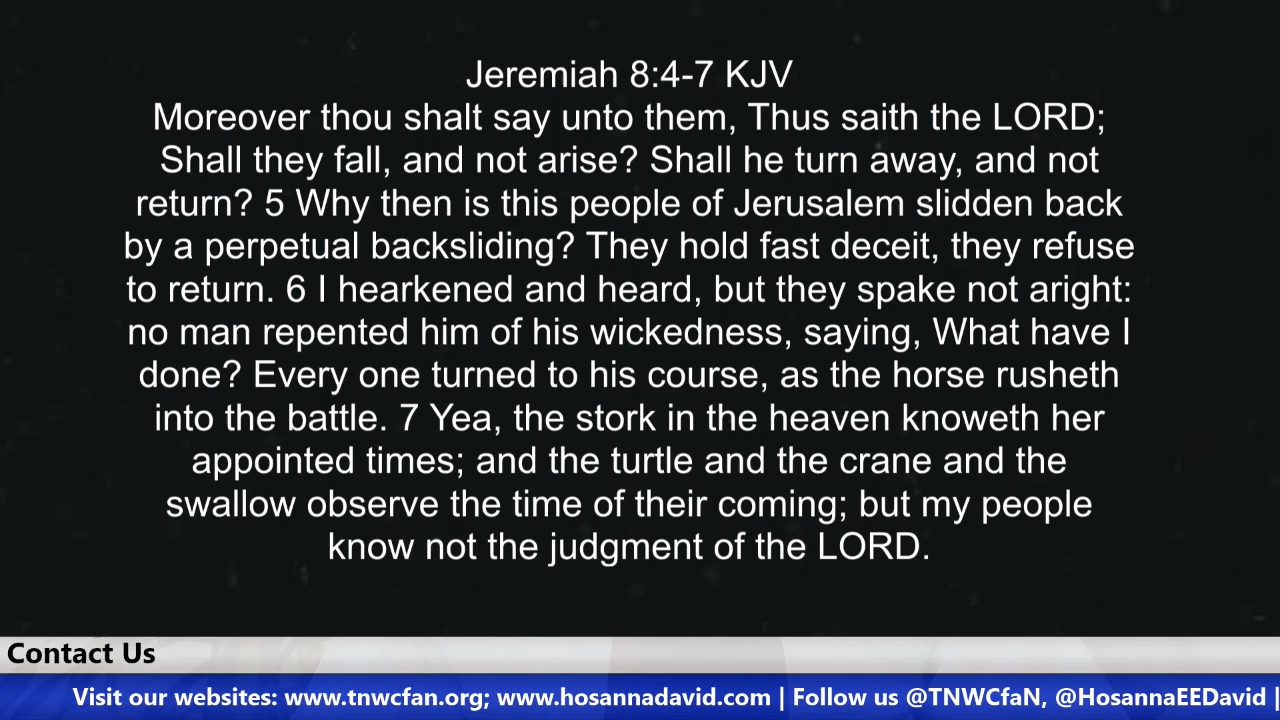 Jeremiah 8:4-7 KJV
Moreover thou shalt say unto them, Thus saith the LORD;
Shall they fall, and not arise? Shall he turn away, and not
return? 5 Why then is this people of Jerusalem slidden back
by a perpetual backsliding? They hold fast deceit, they refuse
to return. 6 I hearkened and heard, but they spake not aright:
no man repented him of his wickedness, saying, What have I
done? Every one turned to his course, as the horse rusheth
into the battle. 7 Yea, the stork in the heaven knoweth her
appointed times; and the turtle and the crane and the
swallow observe the time of their coming; but my people
know not the judgment of the LORD.
Contact Us
Visit our websites: www.tnwcfan.org; www.hosannadavid.com | Follow us @TNWCfaN, @HosannaEEDavid |